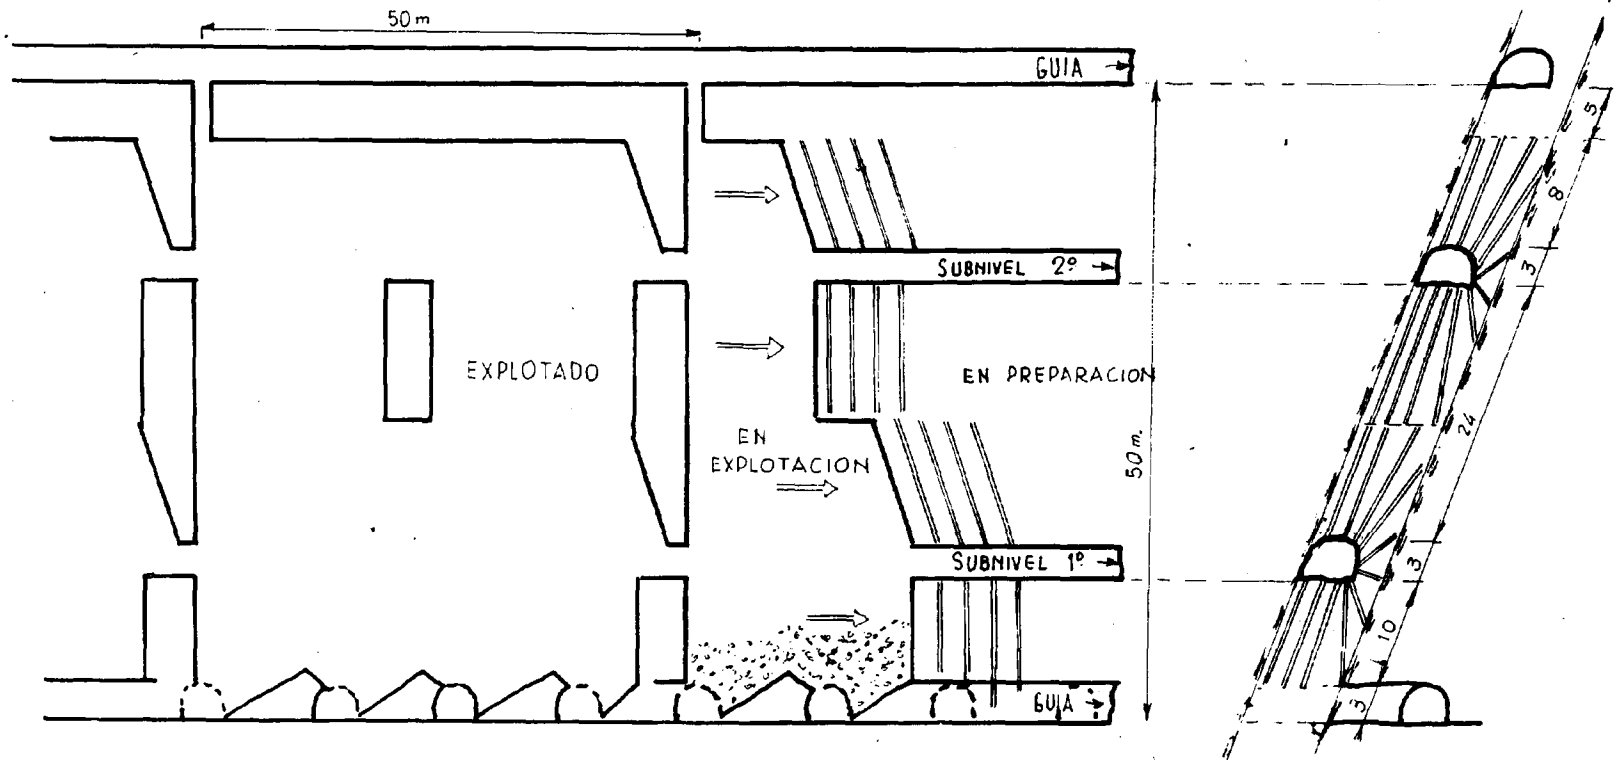 50 m
GUIA
5
8
SUBNIVEL 2º
3
EXPLOTADO
EN PREPARACION
24
EN
EXPLOTACION
50 m.
SUBNIVEL 1º
3
10
GUIA
3